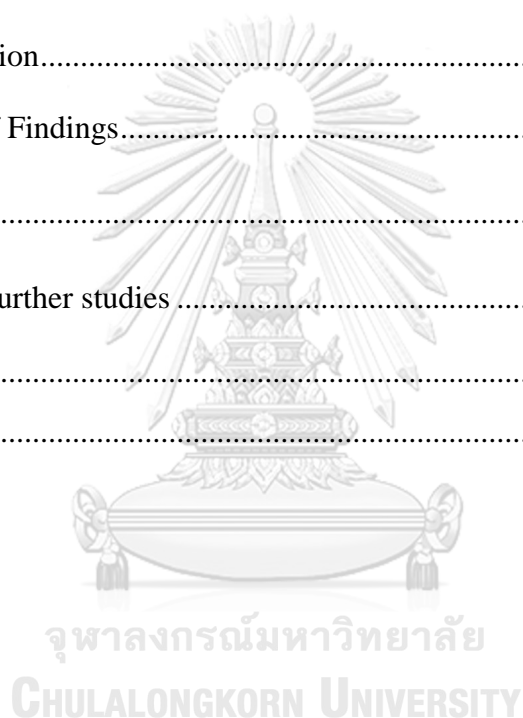 ion.............................................................
f Findings.................................................
................................................................
urther studies ..........................................
................................................................
................................................................
จุฬาลงกรณ์มหาวิทยาลัย
CHULALONGKORN UNIVERSITY